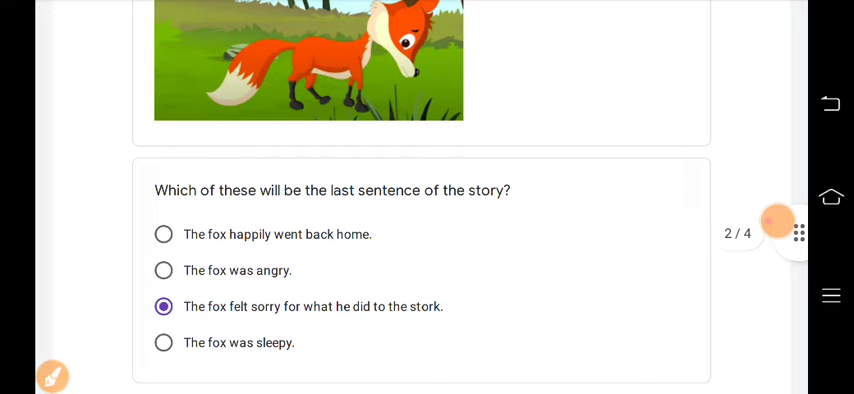 Which of these will be the last sentence of the story?
The fox happily went back home.
2 / 4
The fox was angry.
The fox felt sorry for what he did to the stork.
The fox was sleepy.